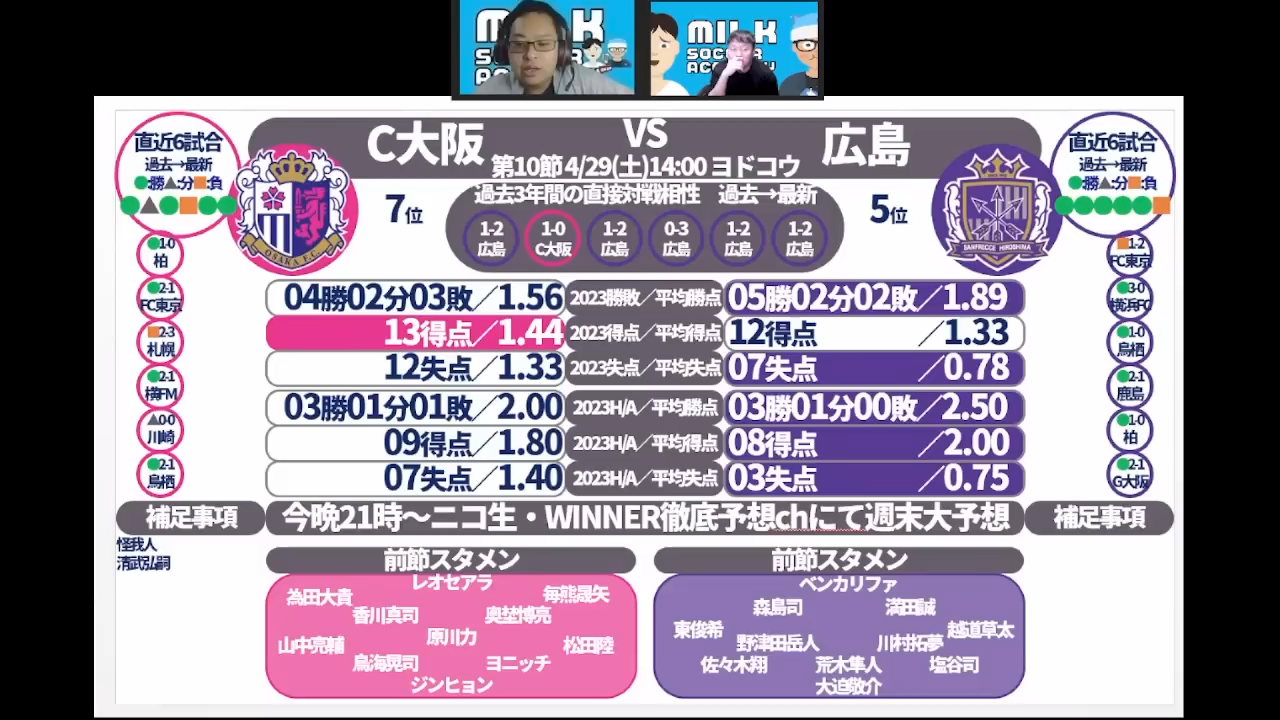 MILK
SOCCER
MILK
SOCCER
C大阪
VS
広島
第10節 4/29(土)14:00 ヨドコウ
直近6試合
過去→最新
●:勝▲:分■:負
直近6試合
過去→最新
●:勝▲:分■:負
7位
5位
過去3年間の直接対戦相性 過去→最新
1-2 広島
1-0 C大阪
1-2 広島
0-3 広島
1-2 広島
1-2 広島
OSAKA F.C.
SANFRECCE HIROSHIMA
●1-0 柏
●2-1 FC東京
■2-3 札幌
●2-1 横FM
▲0-0 川崎
●2-1 鳥栖
■1-2 FC東京
●3-0 横浜FC
●1-0 鳥栖
●2-1 鹿島
●1-0 柏
●2-1 G大阪
04勝02分03敗／1.56 2023勝敗／平均勝点 05勝02分02敗／1.89
13得点／1.44 2023得点／平均得点 12得点 ／1.33
12失点／1.33 2023失点／平均失点 07失点 ／0.78
03勝01分01敗／2.00 2023H/A／平均勝点 03勝01分00敗／2.50
09得点／1.80 2023H/A／平均得点 08得点 ／2.00
07失点／1.40 2023H/A／平均失点 03失点 ／0.75
補足事項
今晩21時～ニコ生・WINNER徹底予想chにて週末大予想
補足事項
怪我人
清武弘嗣
前節スタメン
レオセアラ
為田大貴 毎熊晟矢
香川真司 奥埜博亮
原川力
山中亮輔 松田陸
鳥海晃司 ヨニッチ
ジンヒョン
前節スタメン
ベンカリファ
森島司 満田誠
東俊希 越道草太
野津田岳人 川村拓夢
佐々木翔 荒木隼人 塩谷司
大迫敬介